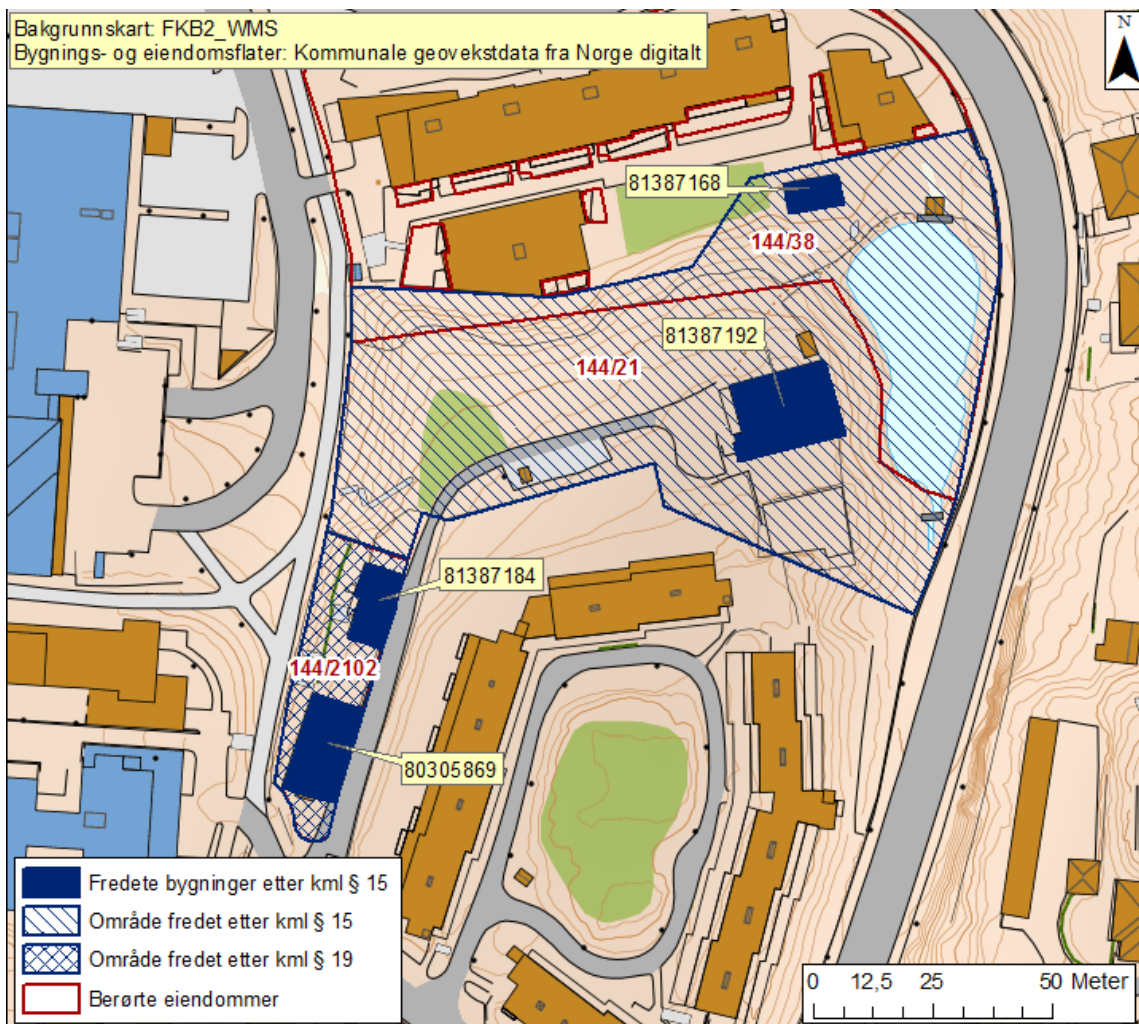 Bakgrunnskart: FKB2_WMS
Bygnings- og eiendomsflater: Kommunale geovekstdata fra Norge digitalt
N
81387168
144/38
81387192
144/21
81387184
144/2102
80305869
Fredete bygninger etter kml § 15
Område fredet etter kml § 15
Område fredet etter kml § 19
Berørte eiendommer
0 12,5 25 50 Meter